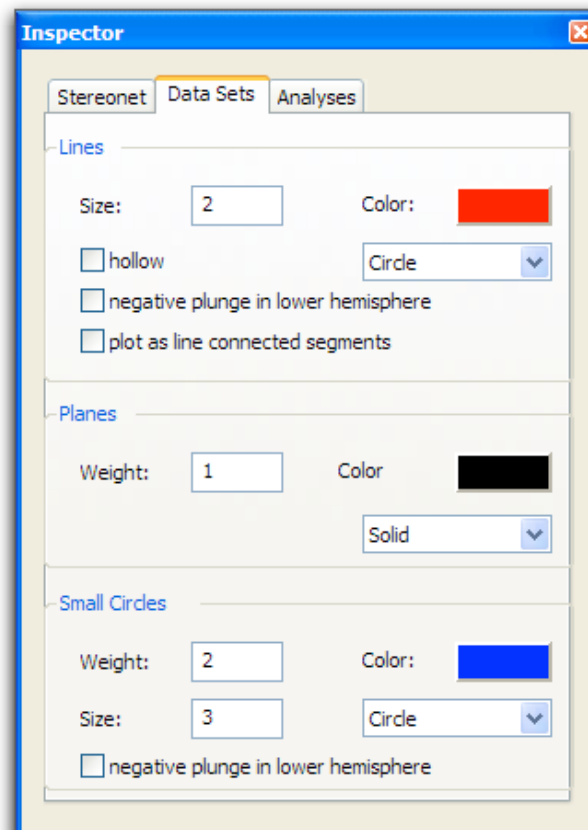 Inspector
Stereonet Data Sets Analyses
Lines
Size: 2 Color:
hollow Circle
negative plunge in lower hemisphere
plot as line connected segments
Planes
Weight: 1 Color
Solid
Small Circles
Weight: 2 Color:
Size: 3 Circle
negative plunge in lower hemisphere